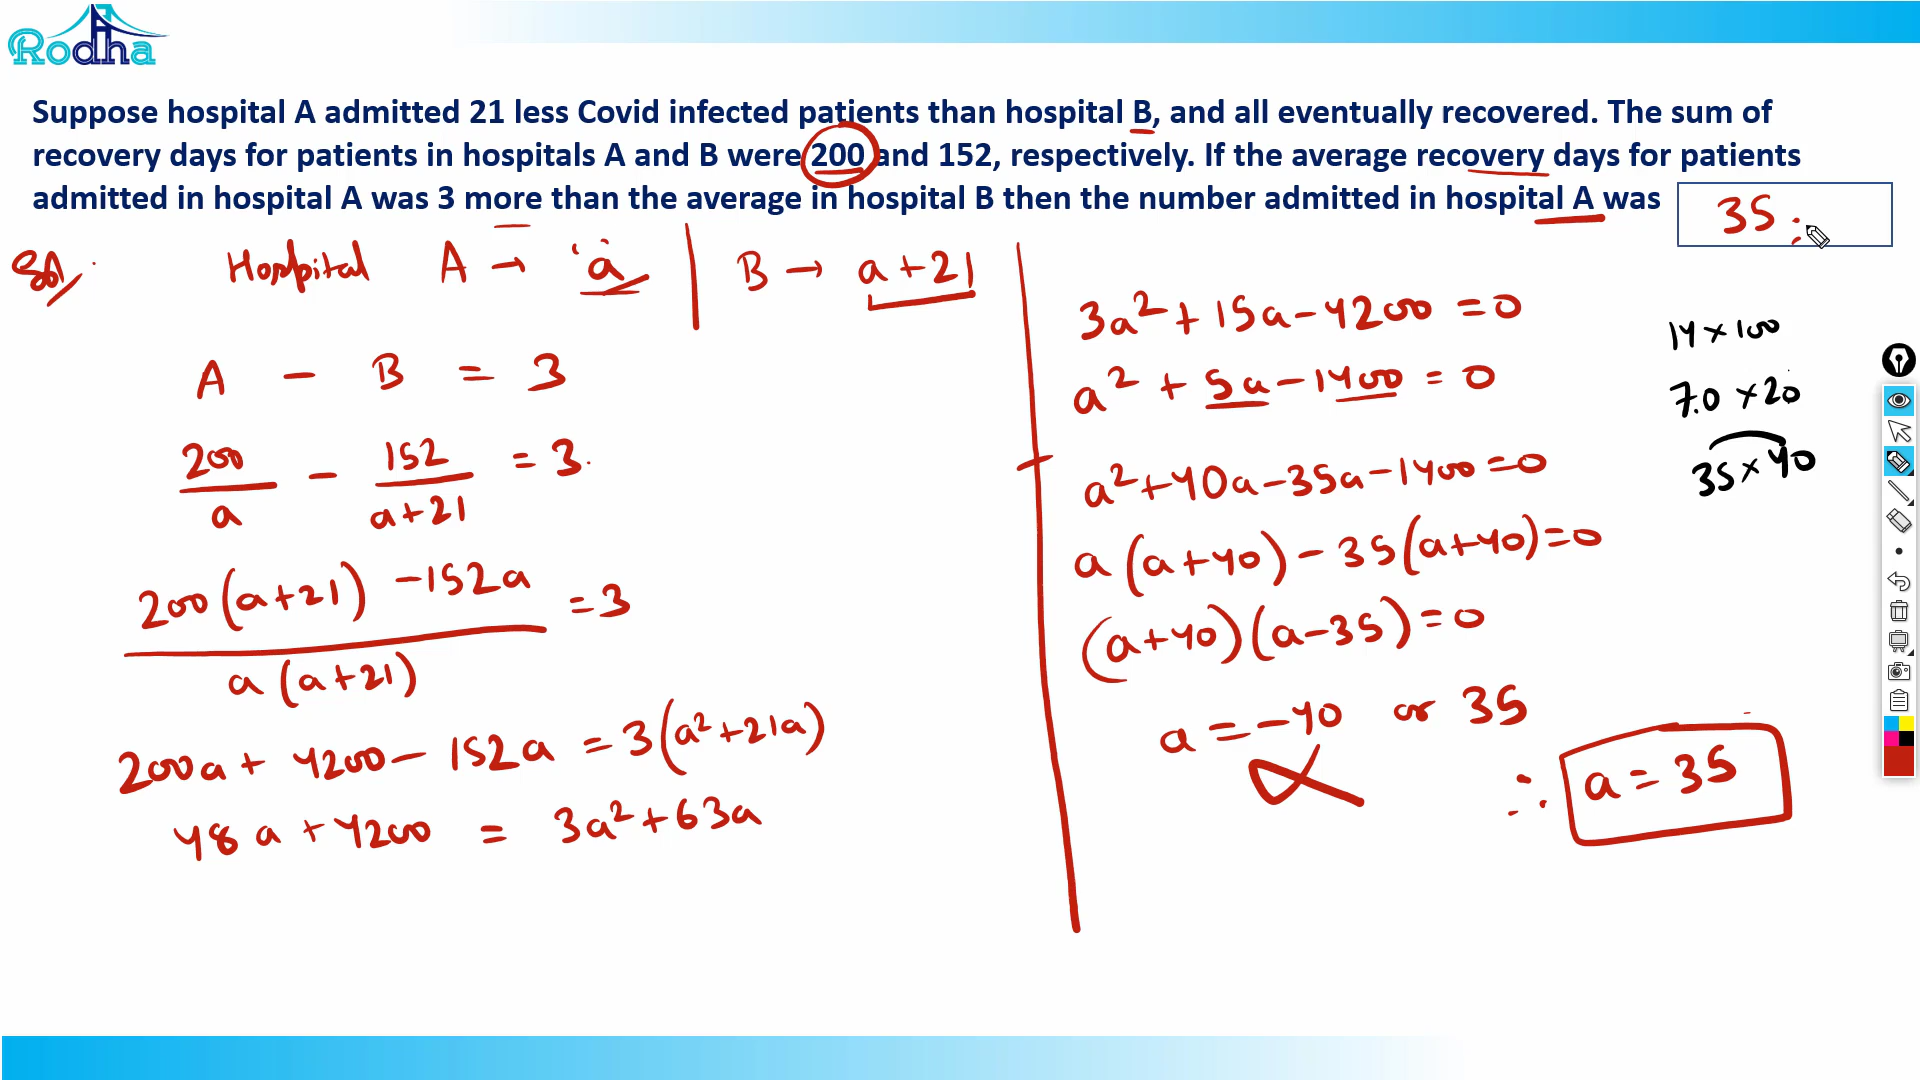 Rodha
Suppose hospital A admitted 21 less Covid infected patients than hospital B, and all eventually recovered. The sum of
recovery days for patients in hospitals A and B were 200 and 152, respectively. If the average recovery days for patients
admitted in hospital A was 3 more than the average in hospital B then the number admitted in hospital A was
35
Sol.
Hospital A → 'a'
B → a+21
A - B = 3
200/a - 152/(a+21) = 3
(200(a+21) - 152a)/(a(a+21)) = 3
200a + 4200 - 152a = 3(a²+21a)
48a + 4200 = 3a² + 63a
3a² + 15a - 4200 = 0
a² + 5a - 1400 = 0
a² + 40a - 35a - 1400 = 0
a(a+40) - 35(a+40) = 0
(a+40)(a-35) = 0
a = -40 or 35
∴ a = 35
14 × 100
70 × 20
35 × 40